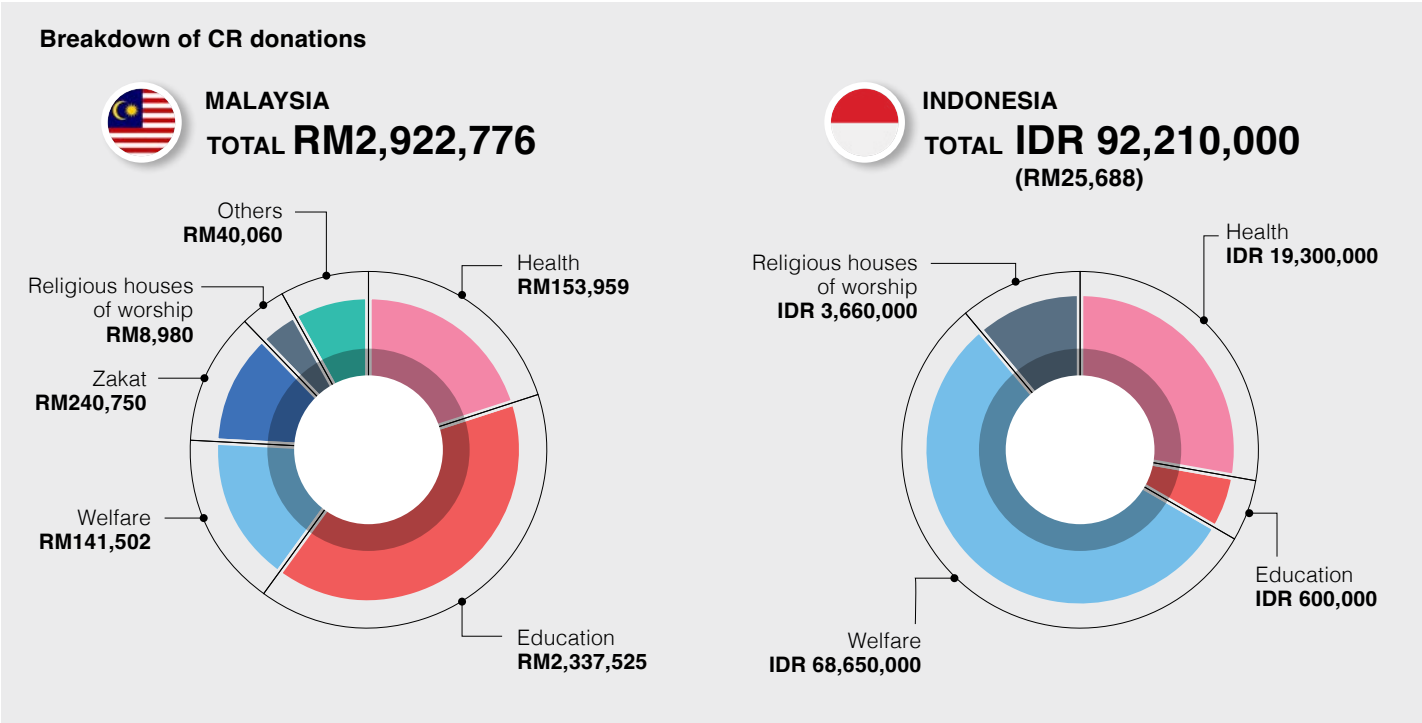 Breakdown of CR donations
MALAYSIA
TOTAL RM2,922,776
Others
RM40,060
Health
RM153,959
Religious houses
of worship
RM8,980
Zakat
RM240,750
Welfare
RM141,502
Education
RM2,337,525
INDONESIA
TOTAL IDR 92,210,000
(RM25,688)
Health
IDR 19,300,000
Religious houses
of worship
IDR 3,660,000
Education
IDR 600,000
Welfare
IDR 68,650,000